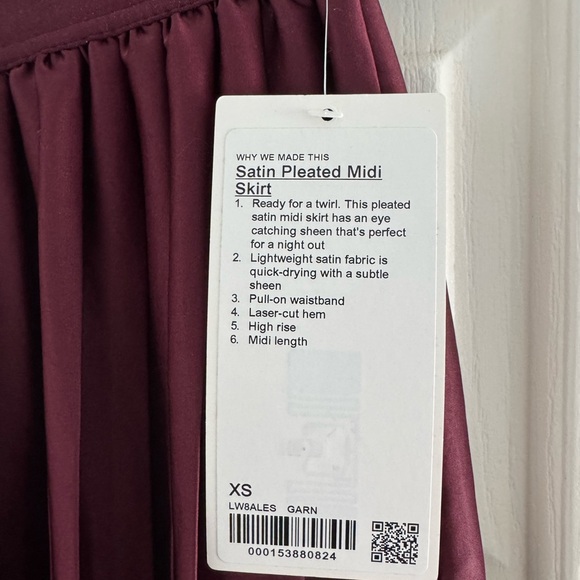 WHY WE MADE THIS
Satin Pleated Midi
Skirt
1. Ready for a twirl. This pleated
satin midi skirt has an eye
catching sheen that's perfect
for a night out
2. Lightweight satin fabric is
quick-drying with a subtle
sheen
3. Pull-on waistband
4. Laser-cut hem
5. High rise
6. Midi length
XS
LW8ALES GARN
000153880824